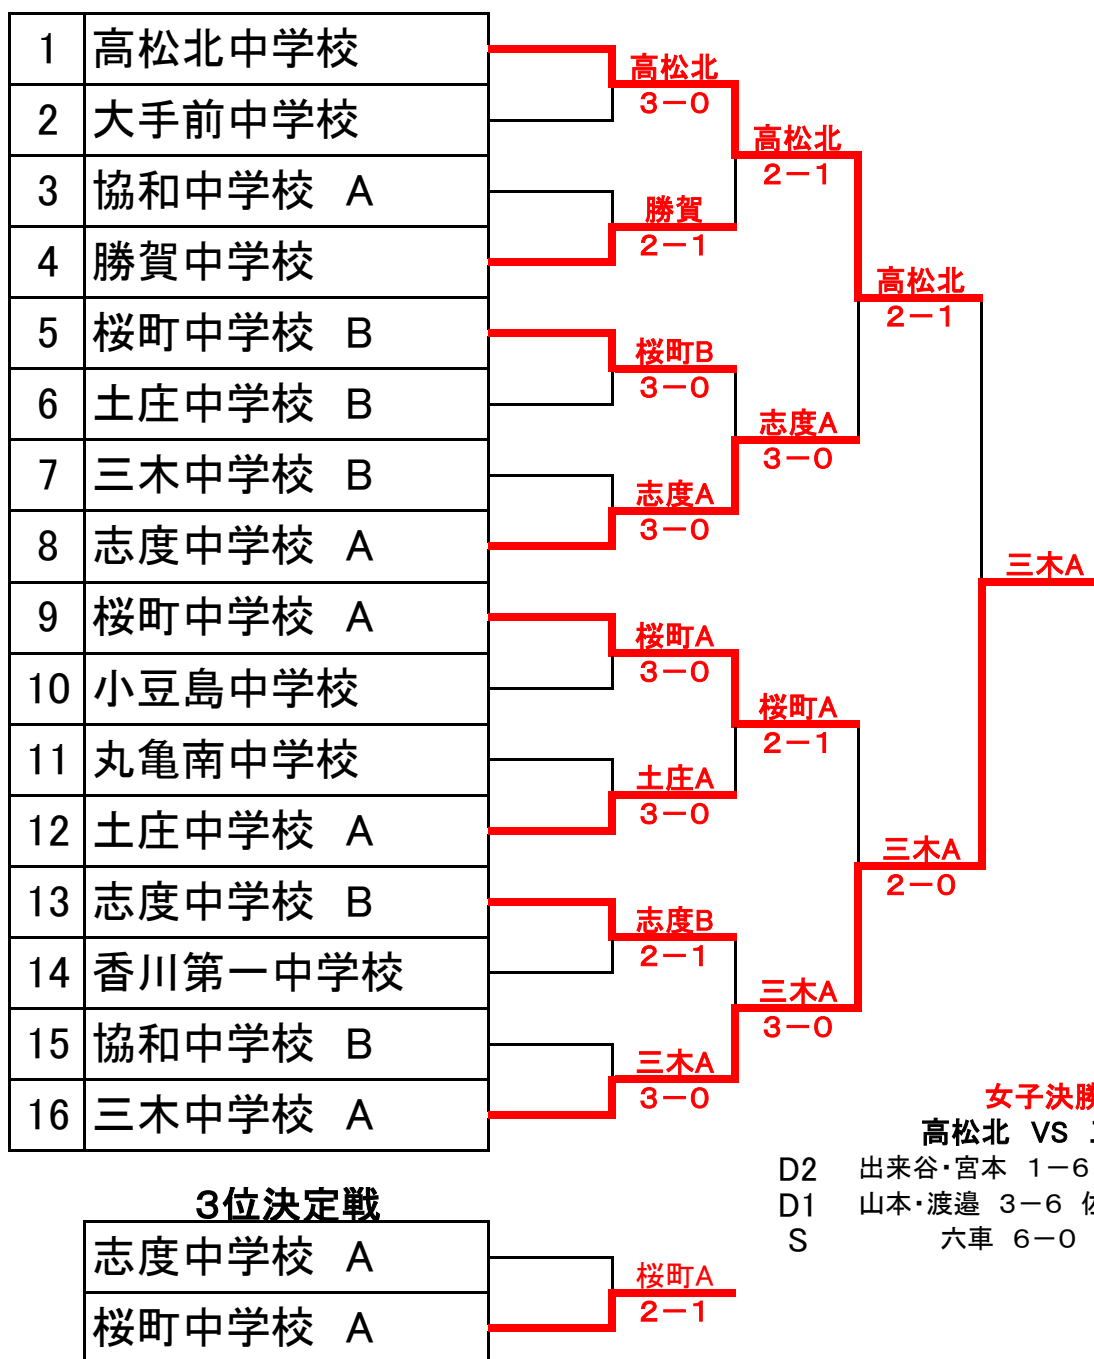 1 高松北中学校
2 大手前中学校
3 協和中学校 A
4 勝賀中学校
5 桜町中学校 B
6 土庄中学校 B
7 三木中学校 B
8 志度中学校 A
9 桜町中学校 A
10 小豆島中学校
11 丸亀南中学校
12 土庄中学校 A
13 志度中学校 B
14 香川第一中学校
15 協和中学校 B
16 三木中学校 A
高松北
3-0
勝賀
2-1
桜町B
3-0
志度A
3-0
桜町A
3-0
土庄A
3-0
志度B
2-1
三木A
3-0
高松北
2-1
志度A
3-0
桜町A
2-1
三木A
3-0
高松北
2-1
三木A
2-0
三木A
女子決勝
高松北 VS
D2 出来谷・宮本 1-6
D1 山本・渡邉 3-6
S 六車 6-0
3位決定戦
志度中学校 A
桜町中学校 A
桜町A
2-1